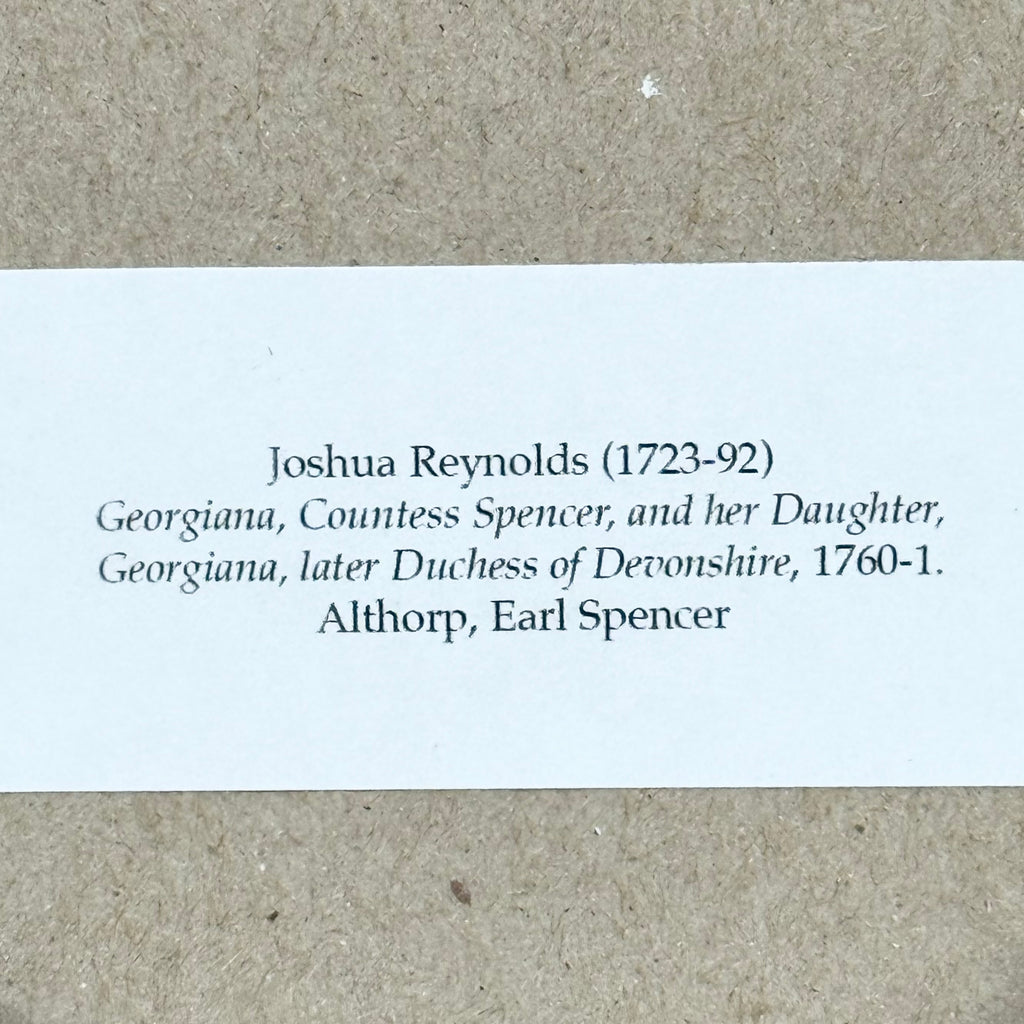 Joshua Reynolds (1723-92)
Georgiana, Countess Spencer, and her Daughter,
Georgiana, later Duchess of Devonshire, 1760-1.
Althorp, Earl Spencer